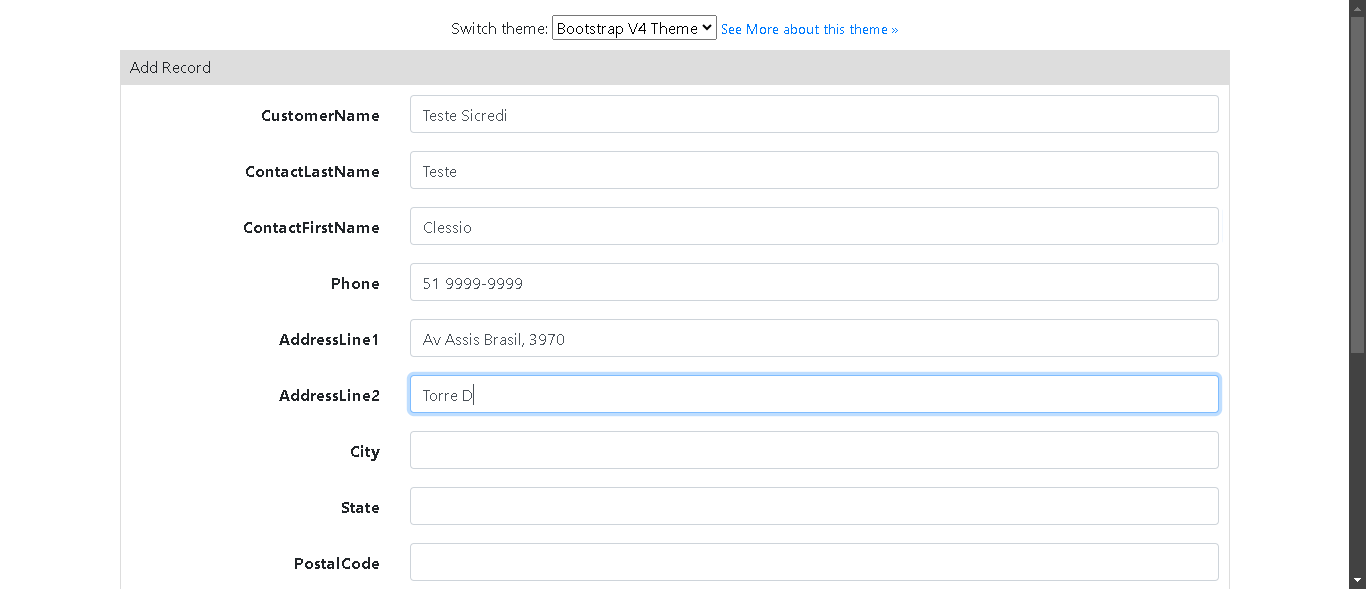 Switch theme: Bootstrap V4 Theme See More about this theme »
Add Record
CustomerName Teste Sicredi
ContactLastName Teste
ContactFirstName Clessio
Phone 51 9999-9999
AddressLine1 Av Assis Brasil, 3970
AddressLine2 Torre D
City
State
PostalCode